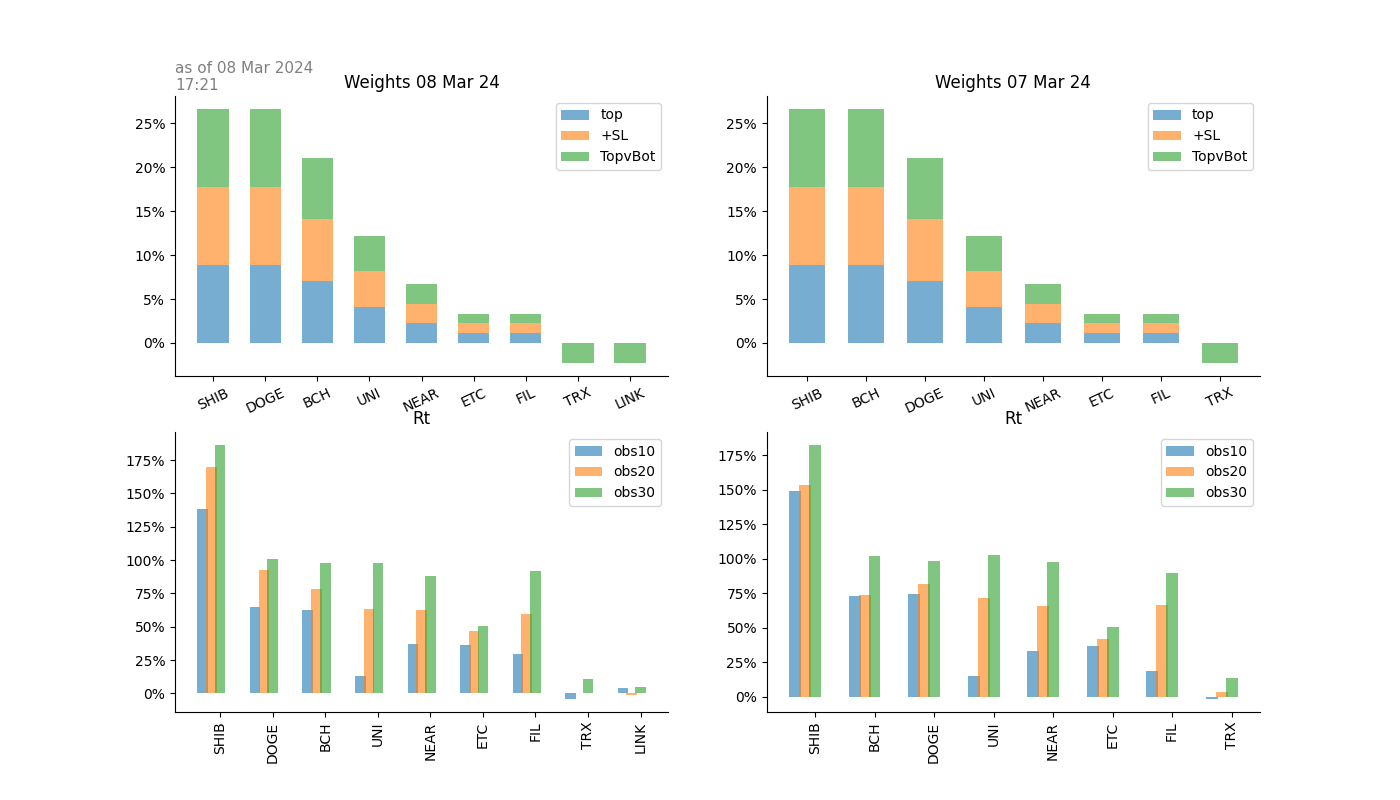 as of 08 Mar 2024
17:21
Weights 08 Mar 24
25%
20%
15%
10%
5%
0%
top
+SL
TopvBot
SHIB DOGE BCH UNI NEAR ETC FIL TRX LINK
Weights 07 Mar 24
25%
20%
15%
10%
5%
0%
top
+SL
TopvBot
SHIB BCH DOGE UNI NEAR ETC FIL TRX
Rt
175%
150%
125%
100%
75%
50%
25%
0%
obs10
obs20
obs30
SHIB DOGE BCH UNI NEAR ETC FIL TRX LINK
Rt
175%
150%
125%
100%
75%
50%
25%
0%
obs10
obs20
obs30
SHIB BCH DOGE UNI NEAR ETC FIL TRX